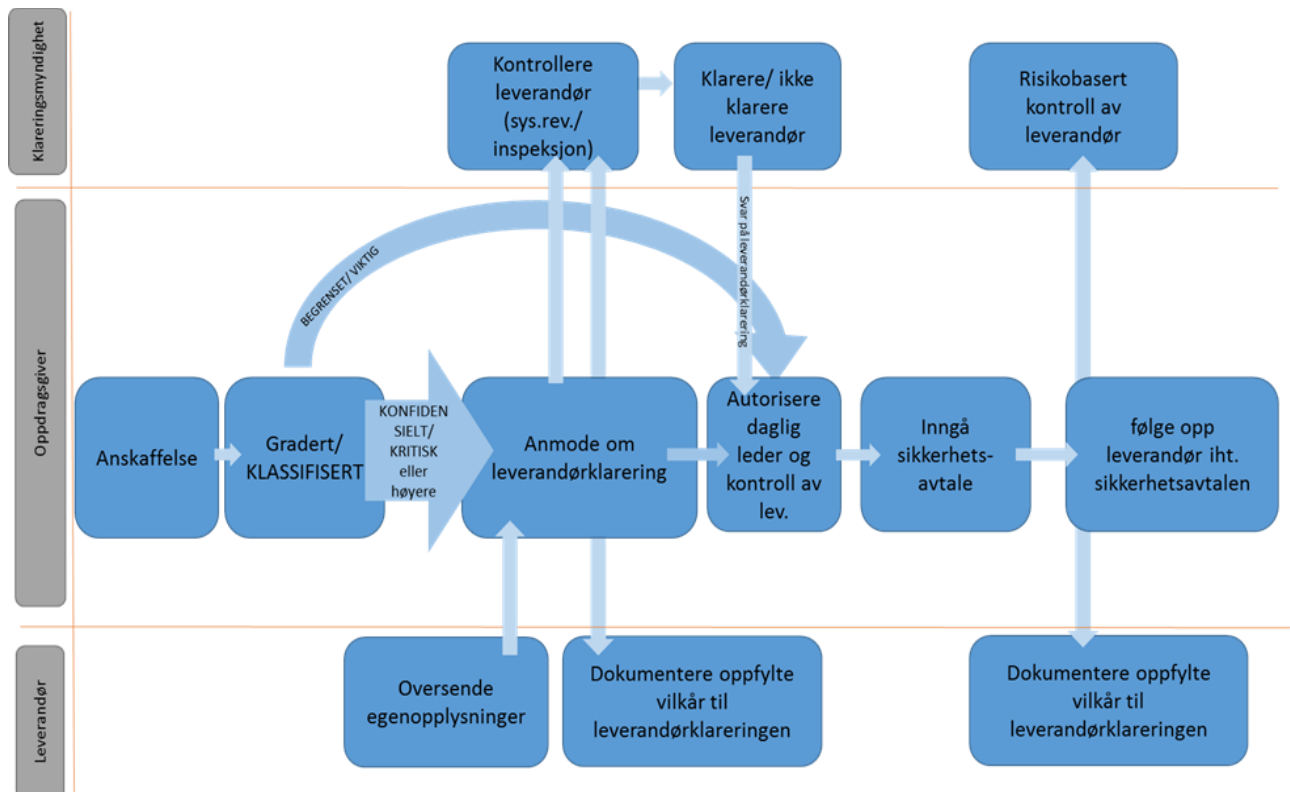 Klareringsmyndighet
Kontrollere
leverandør
(sys.rev./
inspeksjon)
Klarere/ ikke
klarere
leverandør
Risikobasert
kontroll av
leverandør
Oppdragsgiver
BEGRENSET/ VIKTIG
Svar på leverandørklarering
Anskaffelse
Gradert/
KLASSIFISERT
KONFIDEN
SIELT/
KRITISK
eller
høyere
Anmode om
leverandørklarering
Autorisere
daglig
leder og
kontroll av
lev.
Inngå
sikkerhets-
avtale
følge opp
leverandør iht.
sikkerhetsavtalen
Leverandør
Oversende
egenopplysninger
Dokumentere oppfylte
vilkår til
leverandørklareringen
Dokumentere oppfylte
vilkår til
leverandørklareringen